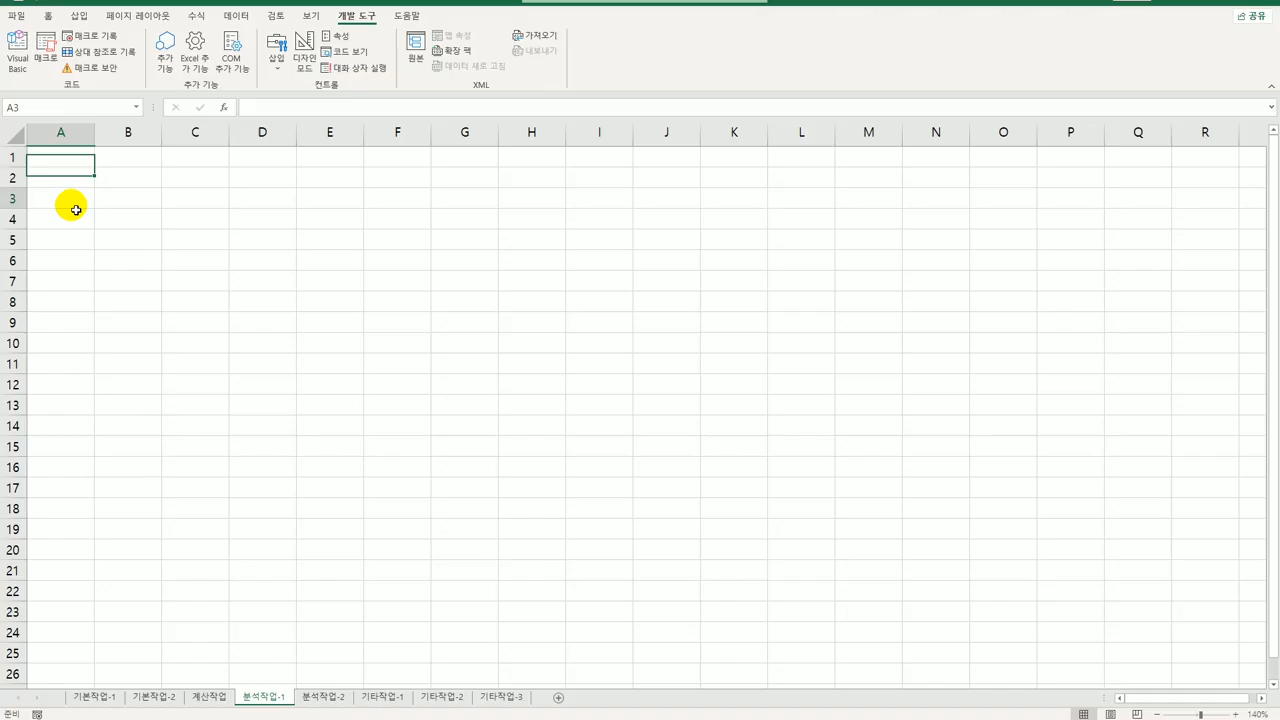 파일 홈 삽입 페이지 레이아웃 수식 데이터 검토 보기 개발 도구 도움말 공유
Visual Basic
매크로
매크로 기록
상대 참조로 기록
매크로 보안
코드
추가 기능
Excel 추가 기능
COM 추가 기능
추가 기능
삽입
디자인 모드
속성
코드 보기
대화 상자 실행
컨트롤
원본
맵 속성
확장 팩
데이터 새로 고침
가져오기
내보내기
XML
A3 fx
A B C D E F G H I J K L M N O P Q R
1
2
3
4
5
6
7
8
9
10
11
12
13
14
15
16
17
18
19
20
21
22
23
24
25
26
기본작업-1 기본작업-2 계산작업 분석작업-1 분석작업-2 기타작업-1 기타작업-2 기타작업-3
준비 140%